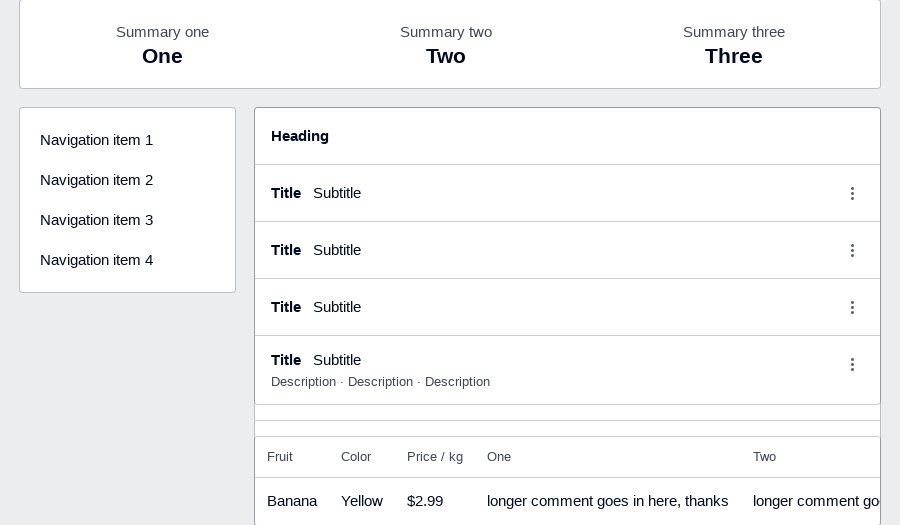 Summary one
One
Summary two
Two
Summary three
Three
Navigation item 1
Navigation item 2
Navigation item 3
Navigation item 4
Heading
Title Subtitle
Title Subtitle
Title Subtitle
Title Subtitle
Description · Description · Description
Fruit Color Price / kg One Two
Banana Yellow $2.99 longer comment goes in here, thanks longer comment